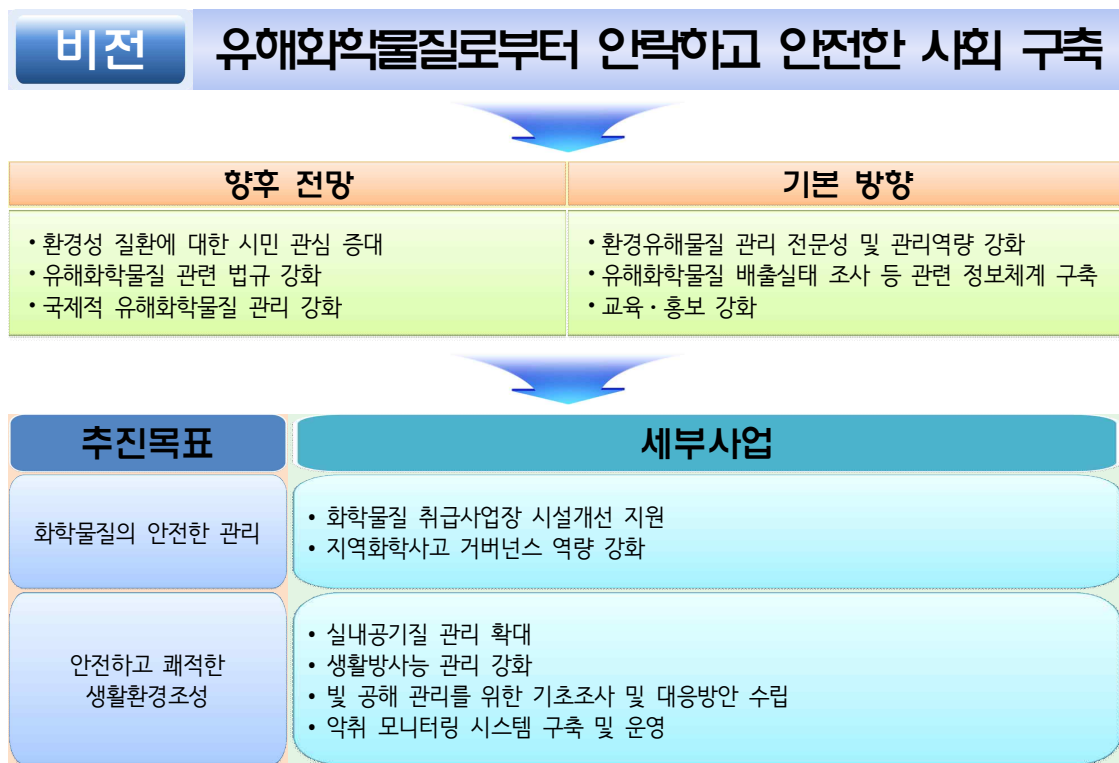 비전
유해화학물질로부터 안락하고 안전한 사회 구축
향후 전망
기본 방향
• 환경성 질환에 대한 시민 관심 증대
• 유해화학물질 관련 법규 강화
• 국제적 유해화학물질 관리 강화
• 환경유해물질 관리 전문성 및 관리역량 강화
• 유해화학물질 배출실태 조사 등 관련 정보체계 구축
• 교육 · 홍보 강화
추진목표
세부사업
화학물질의 안전한 관리
• 화학물질 취급사업장 시설개선 지원
• 지역화학사고 거버넌스 역량 강화
안전하고 쾌적한
생활환경조성
• 실내공기질 관리 확대
• 생활방사능 관리 강화
• 빛 공해 관리를 위한 기초조사 및 대응방안 수립
• 악취 모니터링 시스템 구축 및 운영